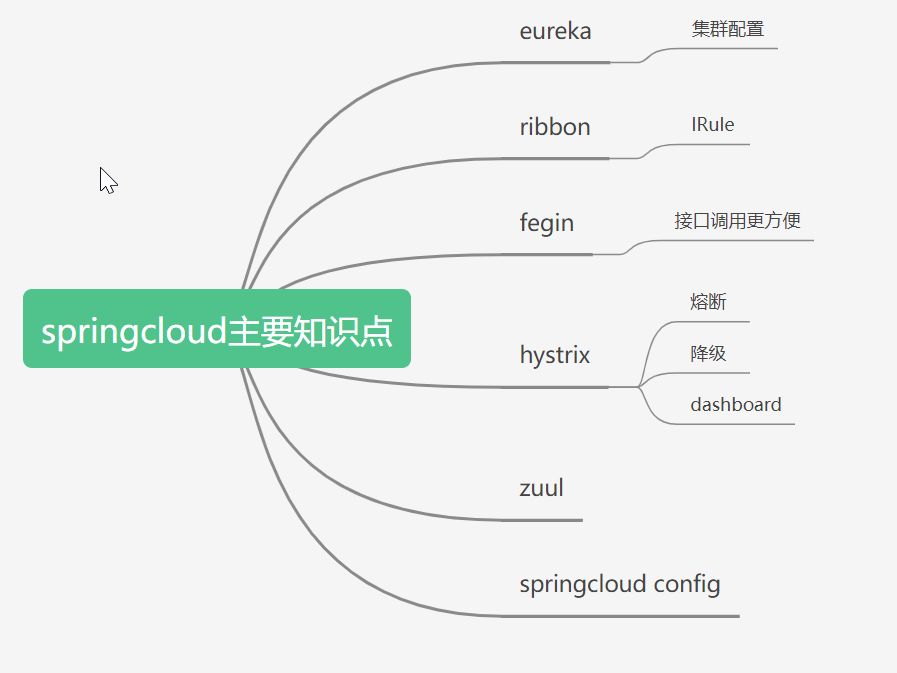 springcloud主要知识点
eureka
集群配置
ribbon
IRule
fegin
接口调用更方便
hystrix
熔断
降级
dashboard
zuul
springcloud config